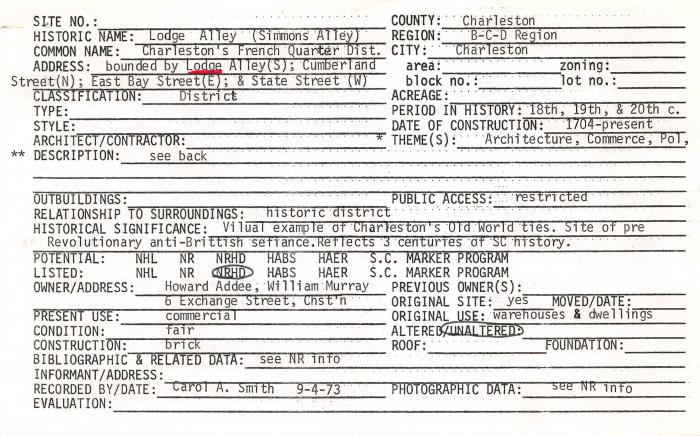 SITE NO.: COUNTY: Charleston
HISTORIC NAME: Lodge Alley (Simmons Alley) REGION: B-C-D Region
COMMON NAME: Charleston's French Quarter Dist. CITY: Charleston
ADDRESS: bounded by Lodge Alley(S); Cumberland area: zoning:
Street(N); East Bay Street(E); & State Street (W) block no.: lot no.:
CLASSIFICATION: District ACREAGE:
TYPE: PERIOD IN HISTORY: 18th, 19th, & 20th c.
STYLE: DATE OF CONSTRUCTION: 1704-present
ARCHITECT/CONTRACTOR: * THEME(S): Architecture, Commerce, Pol,
** DESCRIPTION: see back
OUTBUILDINGS: PUBLIC ACCESS: restricted
RELATIONSHIP TO SURROUNDINGS: historic district
HISTORICAL SIGNIFICANCE: Vilual example of Charleston's Old World ties. Site of pre
Revolutionary anti-Brittish sefiance.Reflects 3 centuries of SC history.
POTENTIAL: NHL NR NRHD HABS HAER S.C. MARKER PROGRAM
LISTED: NHL NR NRHD HABS HAER S.C. MARKER PROGRAM
OWNER/ADDRESS: Howard Addee, William Murray PREVIOUS OWNER(S):
6 Exchange Street, Chst'n ORIGINAL SITE: yes MOVED/DATE:
PRESENT USE: commercial ORIGINAL USE: warehouses & dwellings
CONDITION: fair ALTERED/UNALTERED:
CONSTRUCTION: brick ROOF: FOUNDATION:
BIBLIOGRAPHIC & RELATED DATA: see NR info
INFORMANT/ADDRESS:
RECORDED BY/DATE: Carol A. Smith 9-4-73 PHOTOGRAPHIC DATA: see NR info
EVALUATION: